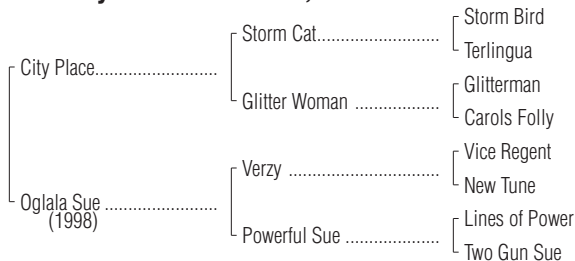 Storm Bird
Storm Cat..........................
Terlingua
City Place..........................
Glitterman
Glitter Woman ..................
Carols Folly
Vice Regent
Verzy ................................
New Tune
Oglala Sue ........................
(1998)
Lines of Power
Powerful Sue ....................
Two Gun Sue